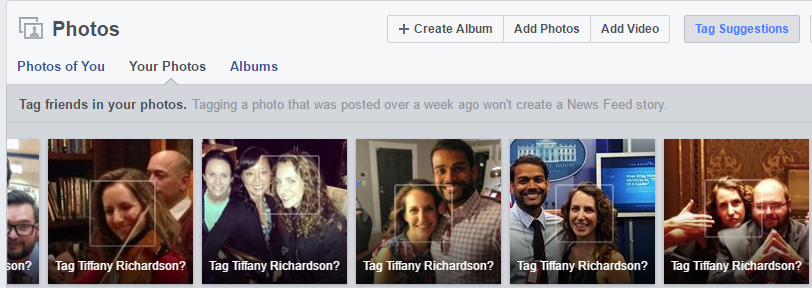 Photos
+ Create Album Add Photos Add Video Tag Suggestions
Photos of You Your Photos Albums
Tag friends in your photos. Tagging a photo that was posted over a week ago won't create a News Feed story.
son? Tag Tiffany Richardson? Tag Tiffany Richardson? Tag Tiffany Richardson? Tag Tiffany Richardson? Tag Tiffany Richardson?